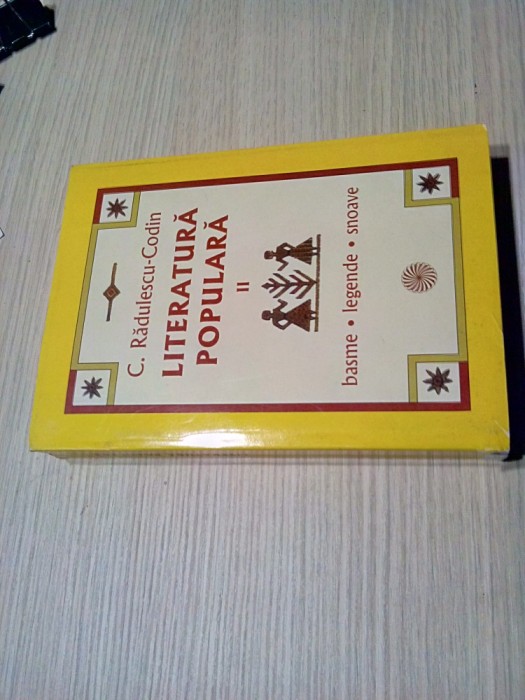 C. Rădulescu-Codin
LITERATURĂ
POPULARĂ
II
basme • legende • snoave